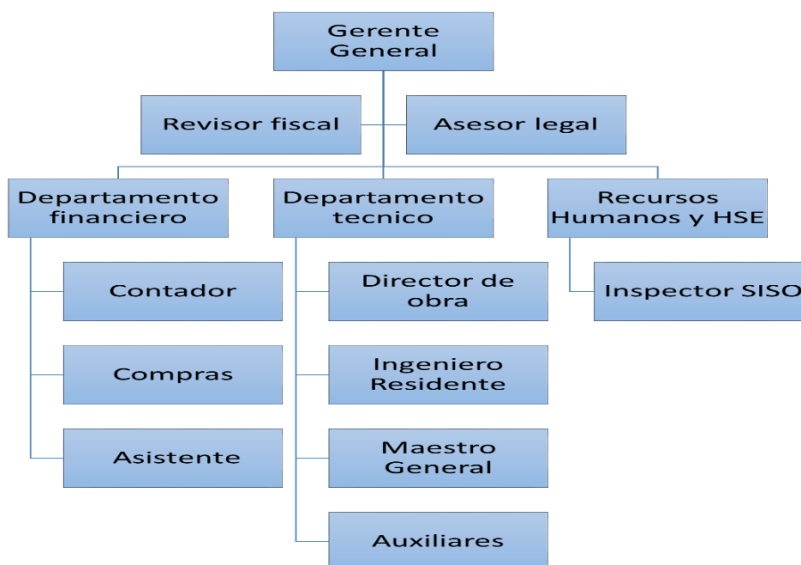 Gerente
General
Revisor fiscal
Asesor legal
Departamento
financiero
Departamento
tecnico
Recursos
Humanos y HSE
Contador
Director de
obra
Inspector SISO
Compras
Ingeniero
Residente
Asistente
Maestro
General
Auxiliares